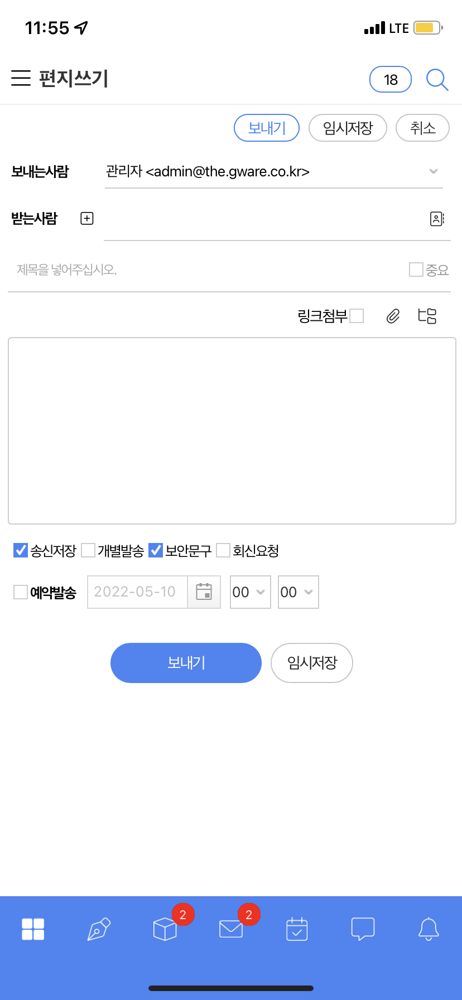 11:55 LTE
편지쓰기 18
보내기 임시저장 취소
보내는사람 관리자 <admin@the.gware.co.kr>
받는사람
제목을 넣어주십시오. 중요
링크첨부
송신저장 개별발송 보안문구 회신요청
예약발송 2022-05-10 00 00
보내기 임시저장
2 2